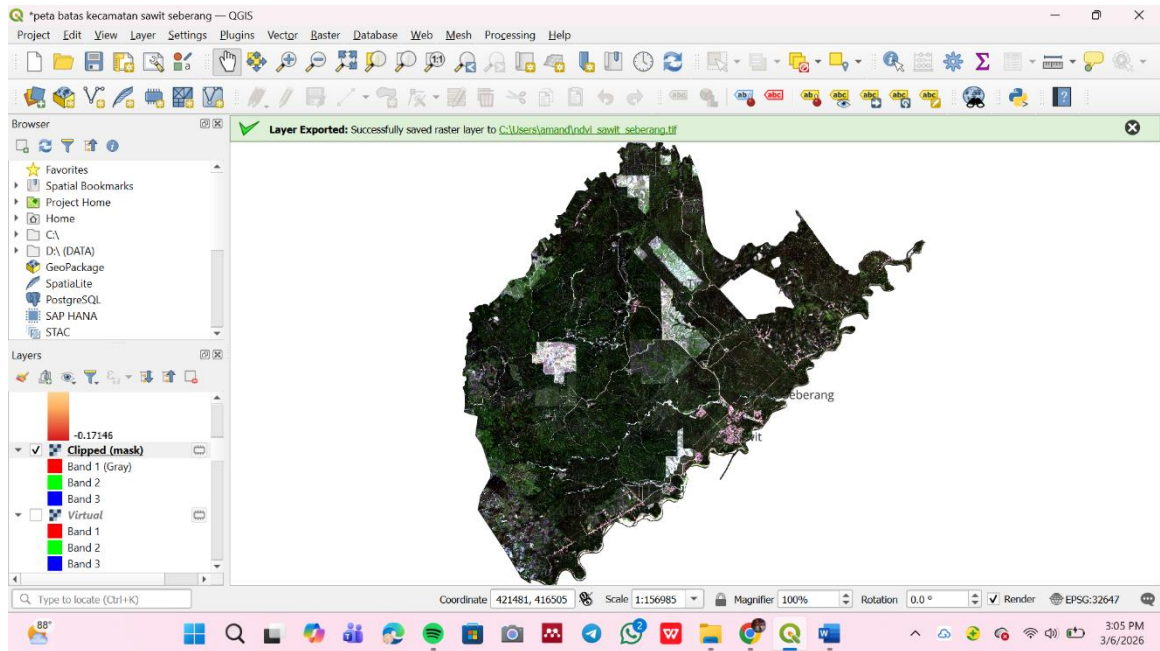 *peta batas kecamatan sawit seberang — QGIS
Project Edit View Layer Settings Plugins Vector Raster Database Web Mesh Processing Help
Browser
Favorites
Spatial Bookmarks
Project Home
Home
C:\
D:\ (DATA)
GeoPackage
SpatiaLite
PostgreSQL
SAP HANA
STAC
Layers
-0.17146
Clipped (mask)
Band 1 (Gray)
Band 2
Band 3
Virtual
Band 1
Band 2
Band 3
Layer Exported: Successfully saved raster layer to C:\Users\amand\ndvi_sawit_seberang.tif
eberang
wit
Type to locate (Ctrl+K)
Coordinate 421481, 416505 Scale 1:156985 Magnifier 100% Rotation 0.0 ° Render EPSG:32647
88°
3:05 PM
3/6/2026